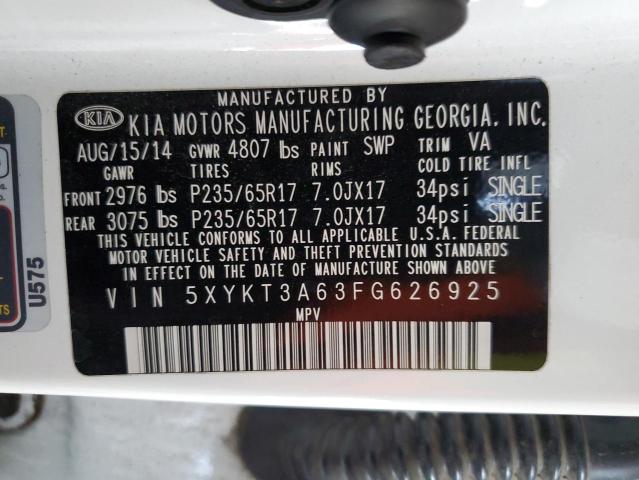 MANUFACTURED BY
KIA KIA MOTORS MANUFACTURING GEORGIA, INC.
AUG/15/14 GVWR 4807 lbs PAINT SWP TRIM VA
GAWR TIRES RIMS COLD TIRE INFL
FRONT 2976 lbs P235/65R17 7.0JX17 34psi SINGLE
REAR 3075 lbs P235/65R17 7.0JX17 34psi SINGLE
THIS VEHICLE CONFORMS TO ALL APPLICABLE U.S.A. FEDERAL
MOTOR VEHICLE SAFETY AND THEFT PREVENTION STANDARDS
IN EFFECT ON THE DATE OF MANUFACTURE SHOWN ABOVE
VIN 5XYKT3A63FG626925
MPV
U575